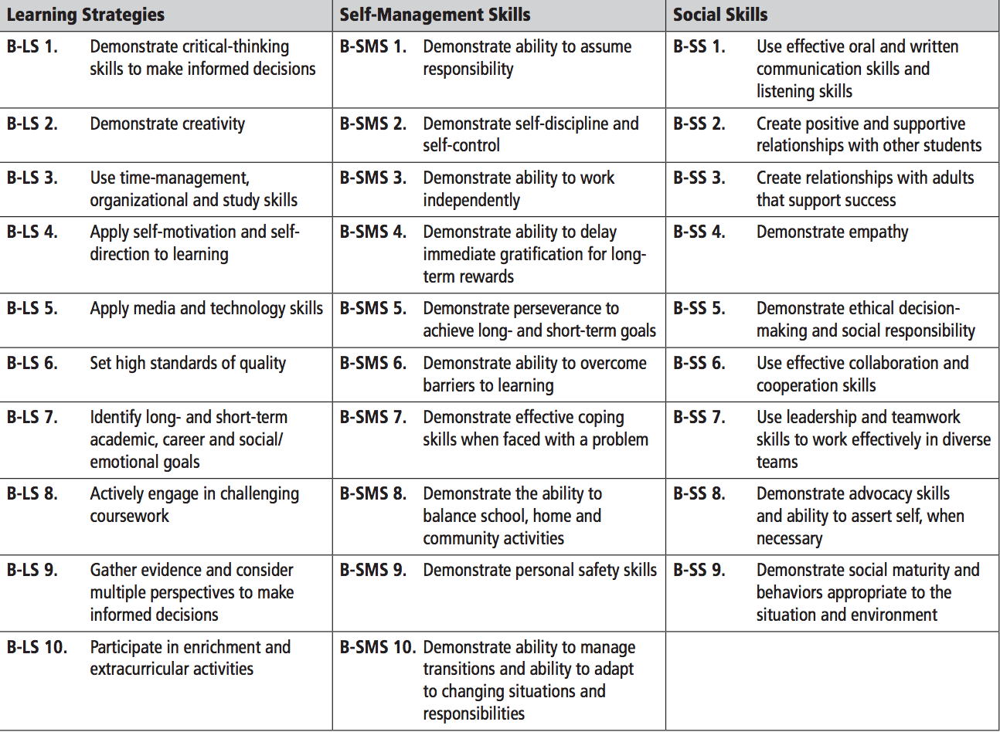 Learning Strategies
Self-Management Skills
Social Skills
B-LS 1. Demonstrate critical-thinking
skills to make informed decisions
B-SMS 1. Demonstrate ability to assume
responsibility
B-SS 1. Use effective oral and written
communication skills and
listening skills
B-LS 2. Demonstrate creativity
B-SMS 2. Demonstrate self-discipline and
self-control
B-SS 2. Create positive and supportive
relationships with other students
B-LS 3. Use time-management,
organizational and study skills
B-SMS 3. Demonstrate ability to work
independently
B-SS 3. Create relationships with adults
that support success
B-LS 4. Apply self-motivation and self-
direction to learning
B-SMS 4. Demonstrate ability to delay
immediate gratification for long-
term rewards
B-SS 4. Demonstrate empathy
B-LS 5. Apply media and technology skills
B-SMS 5. Demonstrate perseverance to
achieve long- and short-term goals
B-SS 5. Demonstrate ethical decision-
making and social responsibility
B-LS 6. Set high standards of quality
B-SMS 6. Demonstrate ability to overcome
barriers to learning
B-SS 6. Use effective collaboration and
cooperation skills
B-LS 7. Identify long- and short-term
academic, career and social/
emotional goals
B-SMS 7. Demonstrate effective coping
skills when faced with a problem
B-SS 7. Use leadership and teamwork
skills to work effectively in diverse
teams
B-LS 8. Actively engage in challenging
coursework
B-SMS 8. Demonstrate the ability to
balance school, home and
community activities
B-SS 8. Demonstrate advocacy skills
and ability to assert self, when
necessary
B-LS 9. Gather evidence and consider
multiple perspectives to make
informed decisions
B-SMS 9. Demonstrate personal safety skills
B-SS 9. Demonstrate social maturity and
behaviors appropriate to the
situation and environment
B-LS 10. Participate in enrichment and
extracurricular activities
B-SMS 10. Demonstrate ability to manage
transitions and ability to adapt
to changing situations and
responsibilities